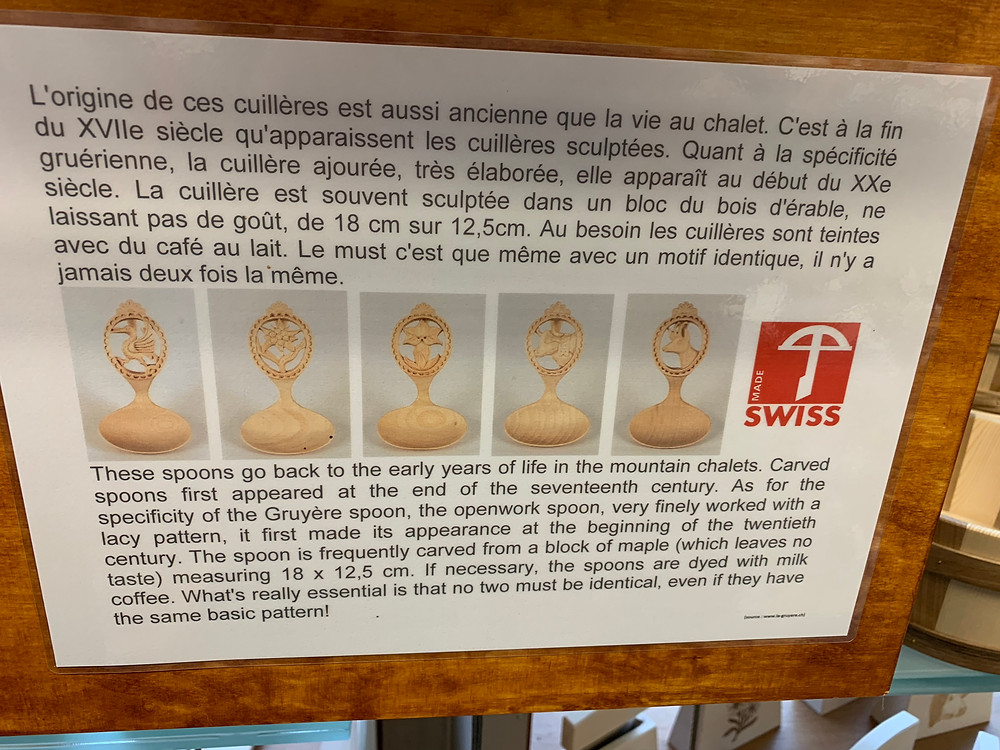 L'origine de ces cuillères est aussi ancienne que la vie au chalet. C'est à la fin
du XVIIe siècle qu'apparaissent les cuillères sculptées. Quant à la spécificité
gruérienne, la cuillère ajourée, très élaborée, elle apparaît au début du XXe
siècle. La cuillère est souvent sculptée dans un bloc du bois d'érable, ne
laissant pas de goût, de 18 cm sur 12,5cm. Au besoin les cuillères sont teintes
avec du café au lait. Le must c'est que même avec un motif identique, il n'y a
jamais deux fois la même.
MADE
SWISS
These spoons go back to the early years of life in the mountain chalets. Carved
spoons first appeared at the end of the seventeenth century. As for the
specificity of the Gruyère spoon, the openwork spoon, very finely worked with a
lacy pattern, it first made its appearance at the beginning of the twentieth
century. The spoon is frequently carved from a block of maple (which leaves no
taste) measuring 18 x 12,5 cm. If necessary, the spoons are dyed with milk
coffee. What's really essential is that no two must be identical, even if they have
the same basic pattern!
(source : www.la-gruyere.ch)